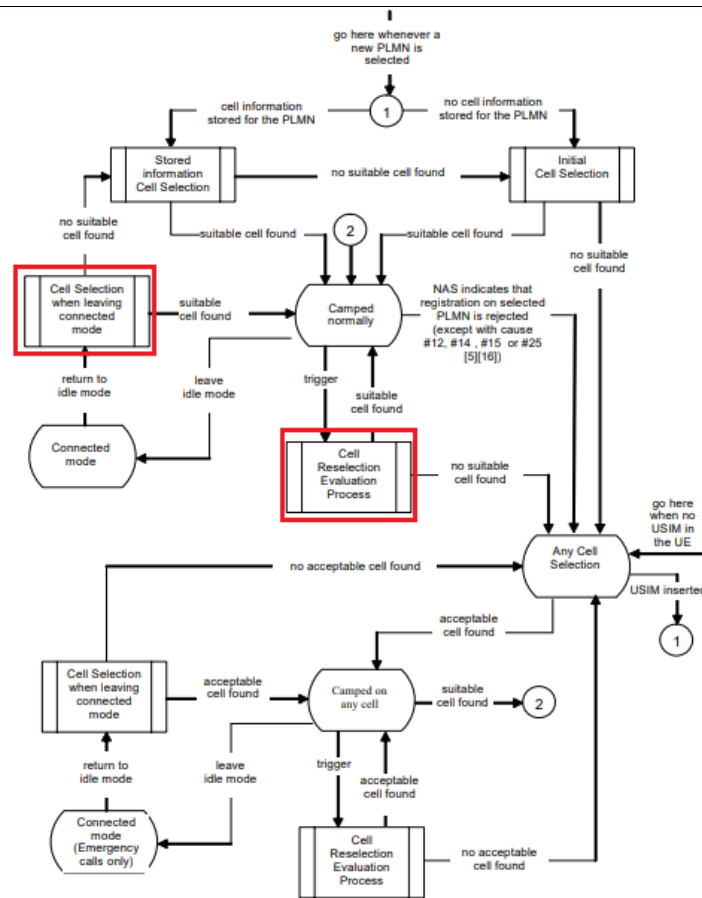 go here whenever a
new PLMN is
selected
cell information
stored for the PLMN
1
no cell information
stored for the PLMN
Stored
information
Cell Selection
no suitable cell found
Initial
Cell Selection
no suitable
cell found
suitable cell found
2
suitable cell found
no suitable
cell found
Cell Selection
when leaving
connected
mode
suitable
cell found
Camped
normally
NAS indicates that
registration on selected
PLMN is rejected
(except with cause
#12, #14 , #15 or #25
[5][16])
return to
idle mode
leave
idle mode
trigger
suitable
cell found
Connected
mode
Cell
Reselection
Evaluation
Process
no suitable
cell found
go here
when no
USIM in
the UE
Any Cell
Selection
no acceptable cell found
USIM inserted
1
acceptable
cell found
Cell Selection
when leaving
connected
mode
acceptable
cell found
Camped on
any cell
suitable
cell found
2
return to
idle mode
leave
idle mode
trigger
acceptable
cell found
Connected
mode
(Emergency
calls only)
Cell
Reselection
Evaluation
Process
no acceptable
cell found